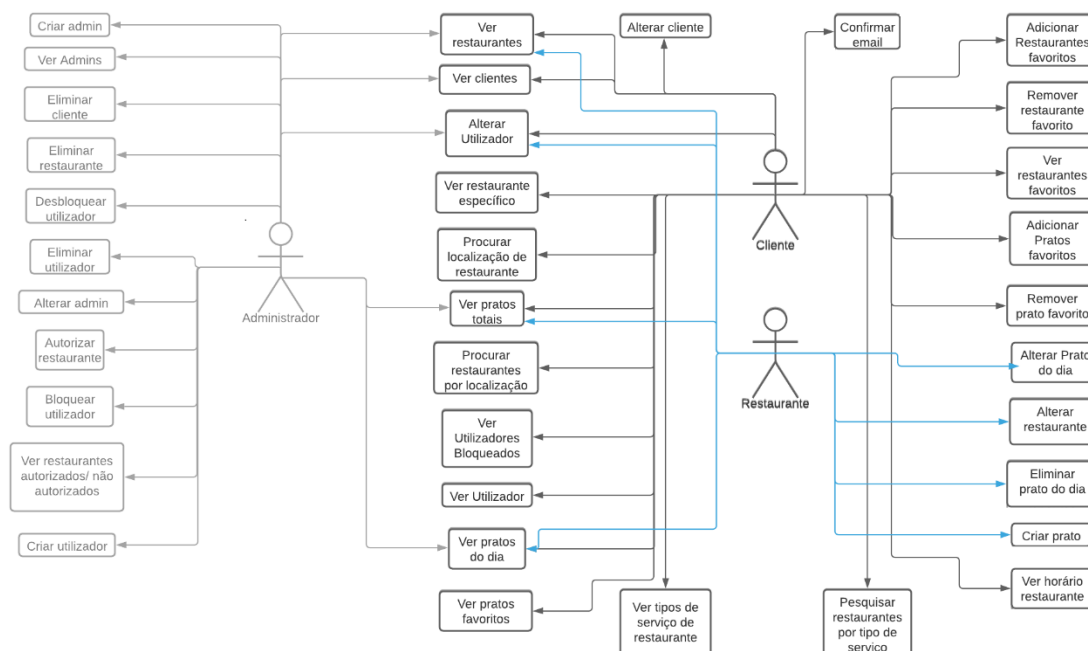 Criar admin
Ver Admins
Eliminar
cliente
Eliminar
restaurante
Desbloquear
utilizador
Eliminar
utilizador
Alterar admin
Autorizar
restaurante
Bloquear
utilizador
Ver restaurantes
autorizados/ não
autorizados
Criar utilizador
Administrador
Ver
restaurantes
Ver clientes
Alterar
Utilizador
Ver restaurante
específico
Procurar
localização de
restaurante
Ver pratos
totais
Procurar
restaurantes
por localização
Ver
Utilizadores
Bloqueados
Ver Utilizador
Ver pratos
do dia
Ver pratos
favoritos
Alterar cliente
Confirmar
email
Cliente
Restaurante
Ver tipos de
serviço de
restaurante
Pesquisar
restaurantes
por tipo de
serviço
Adicionar
Restaurantes
favoritos
Remover
restaurante
favorito
Ver
restaurantes
favoritos
Adicionar
Pratos
favoritos
Remover
prato favorito
Alterar Prato
do dia
Alterar
restaurante
Eliminar
prato do dia
Criar prato
Ver horário
restaurante